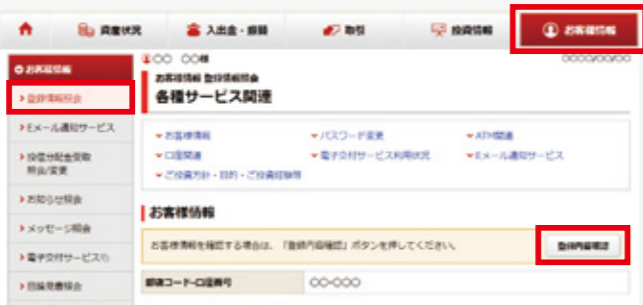 資産状況
入出金・振替
取引
投資情報
お客様情報
お客様情報
登録情報照会
Eメール通知サービス
投信分配金受取
照会/変更
お知らせ照会
メッセージ照会
電子交付サービス
目論見書照会
〇〇 〇〇様
0000/00/00
お客様情報 登録情報照会
各種サービス関連
お客様情報
パスワード変更
ATM関連
口座関連
電子交付サービス利用状況
Eメール通知サービス
ご投資方針・目的・ご投資経験等
お客様情報
お客様情報を確認する場合は、「登録内容確認」ボタンを押してください。
登録内容確認
部店コード-口座番号
〇〇-〇〇〇